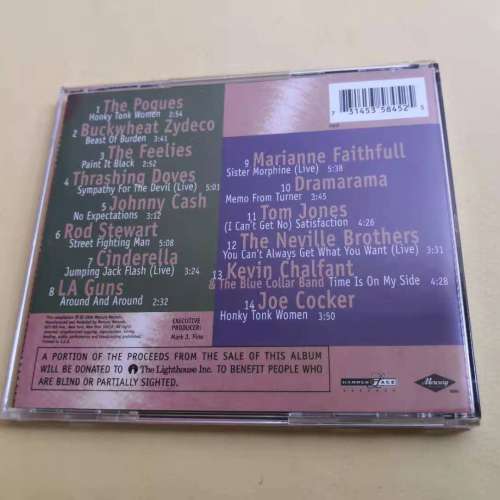 1 The Pogues
Honky Tonk Women 2:54
2 Buckwheat Zydeco
Beast Of Burden 3:41
3 The Feelies
Paint It Black 2:52
4 Thrashing Doves
Sympathy For The Devil (Live) 5:01
5 Johnny Cash
No Expectations 3:12
6 Rod Stewart
Street Fighting Man 5:08
7 Cinderella
Jumping Jack Flash (Live) 3:24
8 LA Guns
Around And Around 2:32
7 31453 58452 5
9 Marianne Faithfull
Sister Morphine (Live) 5:38
10 Dramarama
Memo From Turner
11 Tom Jones
(I Can't Get No) Satisfaction 4:26
12 The Neville Brothers
You Can't Always Get What You Want (Live) 3:31
13 Kevin Chalfant
& The Blue Collar Band Time Is On My Side 4:28
14 Joe Cocker
Honky Tonk Women 3:50
EXECUTIVE
PRODUCER:
Mark S. Fine
A PORTION OF THE PROCEEDS FROM THE SALE OF THIS ALBUM
WILL BE DONATED TO The Lighthouse Inc. TO BENEFIT PEOPLE WHO
ARE BLIND OR PARTIALLY SIGHTED.
Mercury